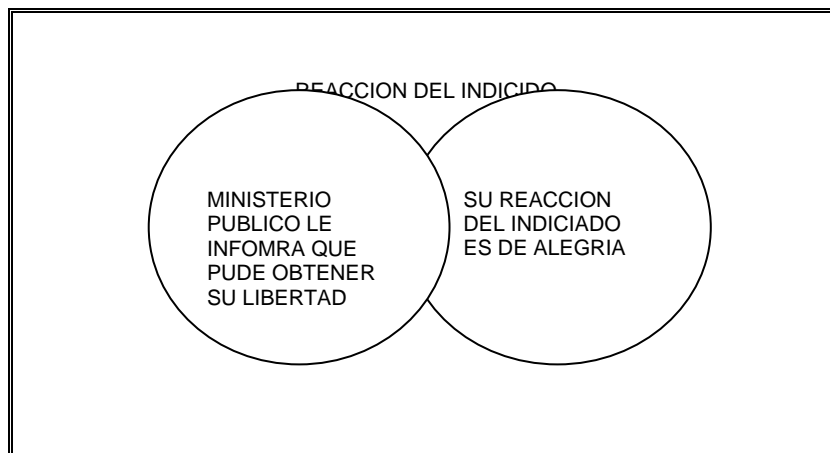 REACCION DEL INDICIDO
MINISTERIO
PUBLICO LE
INFOMRA QUE
PUDE OBTENER
SU LIBERTAD
SU REACCION
DEL INDICIADO
ES DE ALEGRIA